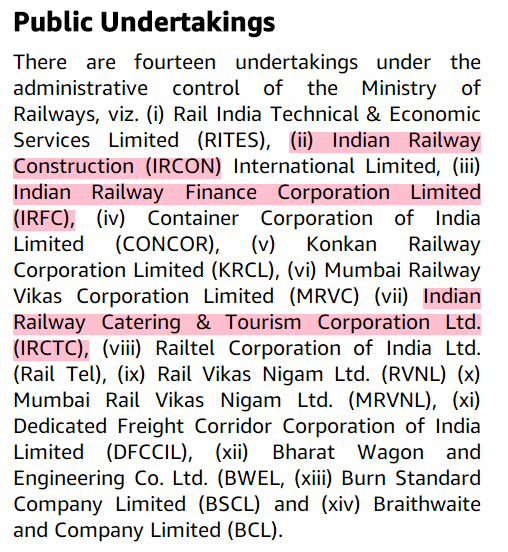 Public Undertakings
There are fourteen undertakings under the
administrative control of the Ministry of
Railways, viz. (i) Rail India Technical & Economic
Services Limited (RITES), (ii) Indian Railway
Construction (IRCON) International Limited, (iii)
Indian Railway Finance Corporation Limited
(IRFC), (iv) Container Corporation of India
Limited (CONCOR), (v) Konkan Railway
Corporation Limited (KRCL), (vi) Mumbai Railway
Vikas Corporation Limited (MRVC) (vii) Indian
Railway Catering & Tourism Corporation Ltd.
(IRCTC), (viii) Railtel Corporation of India Ltd.
(Rail Tel), (ix) Rail Vikas Nigam Ltd. (RVNL) (x)
Mumbai Rail Vikas Nigam Ltd. (MRVNL), (xi)
Dedicated Freight Corridor Corporation of India
Limited (DFCCIL), (xii) Bharat Wagon and
Engineering Co. Ltd. (BWEL, (xiii) Burn Standard
Company Limited (BSCL) and (xiv) Braithwaite
and Company Limited (BCL).